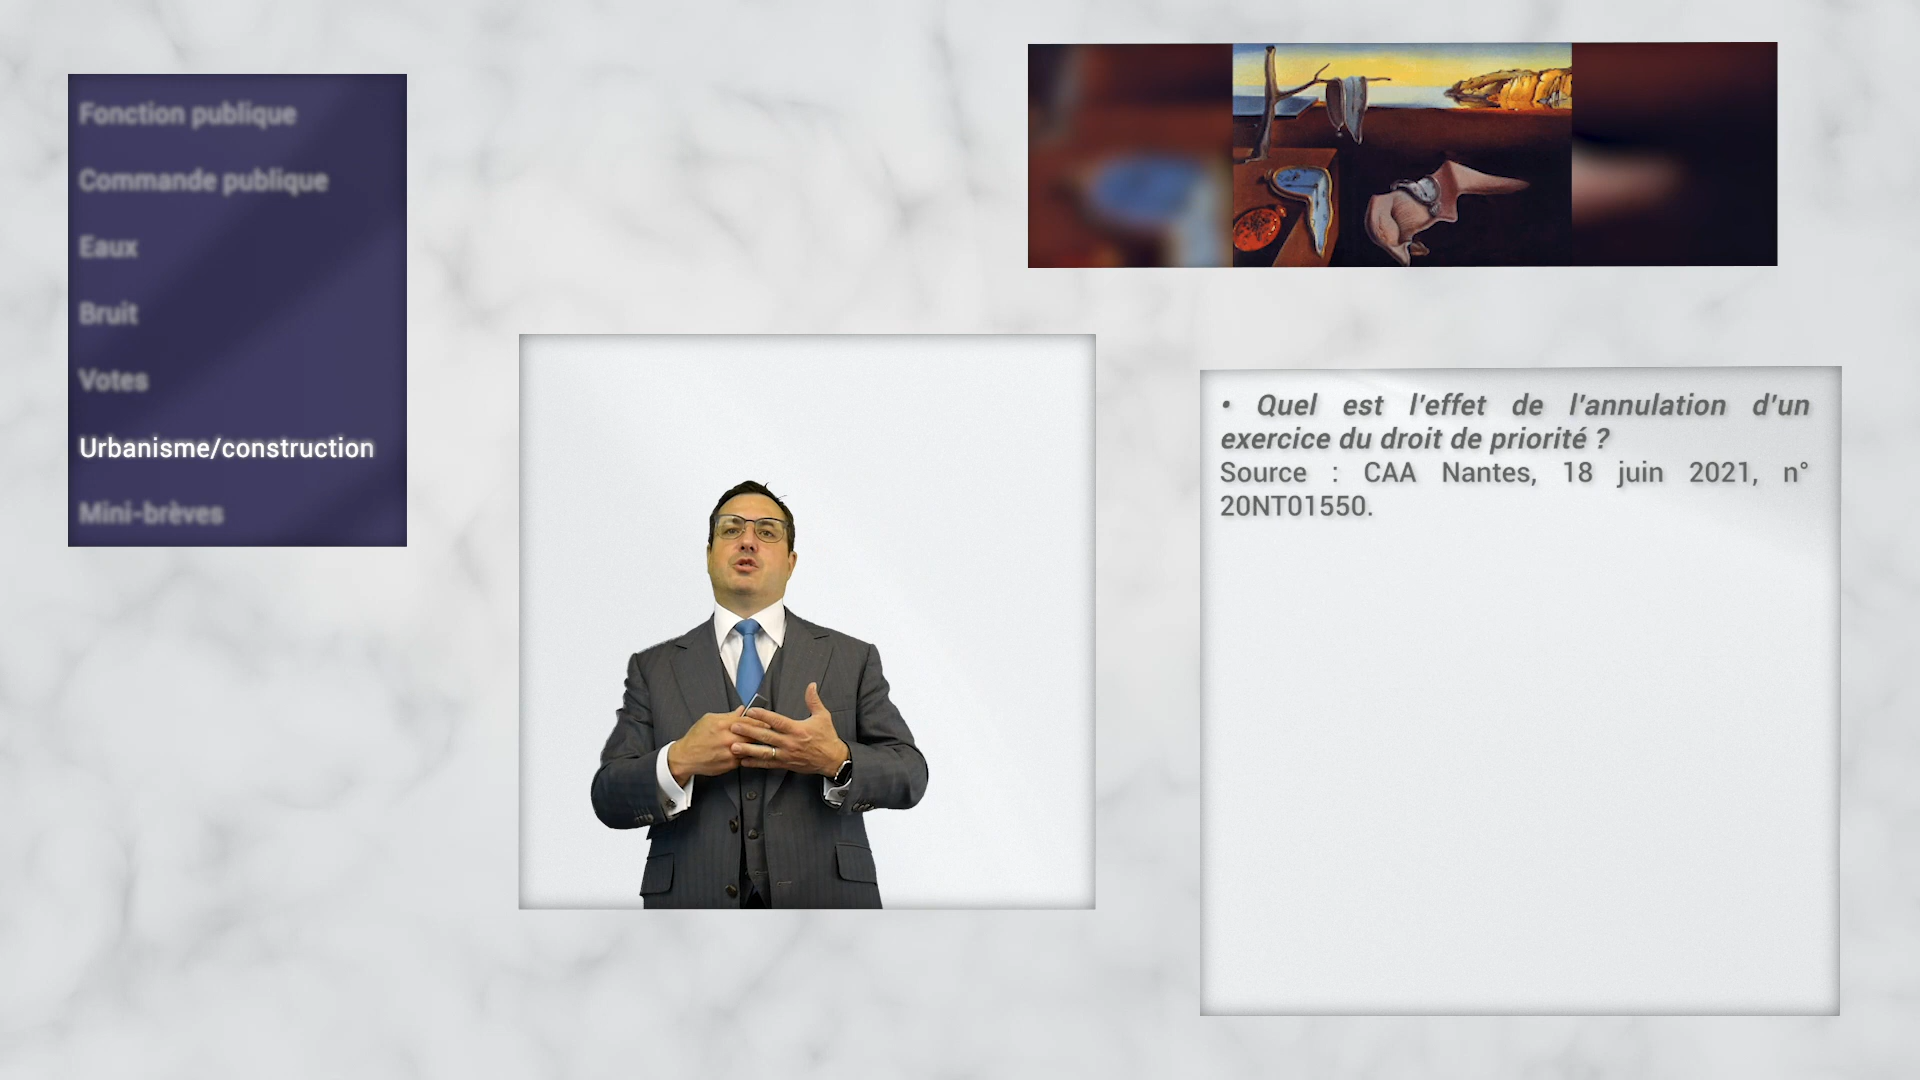 Fonction publique
Commande publique
Eaux
Bruit
Votes
Urbanisme/construction
Mini-brèves
• Quel est l'effet de l'annulation d'un
exercice du droit de priorité ?
Source : CAA Nantes, 18 juin 2021, n°
20NT01550.